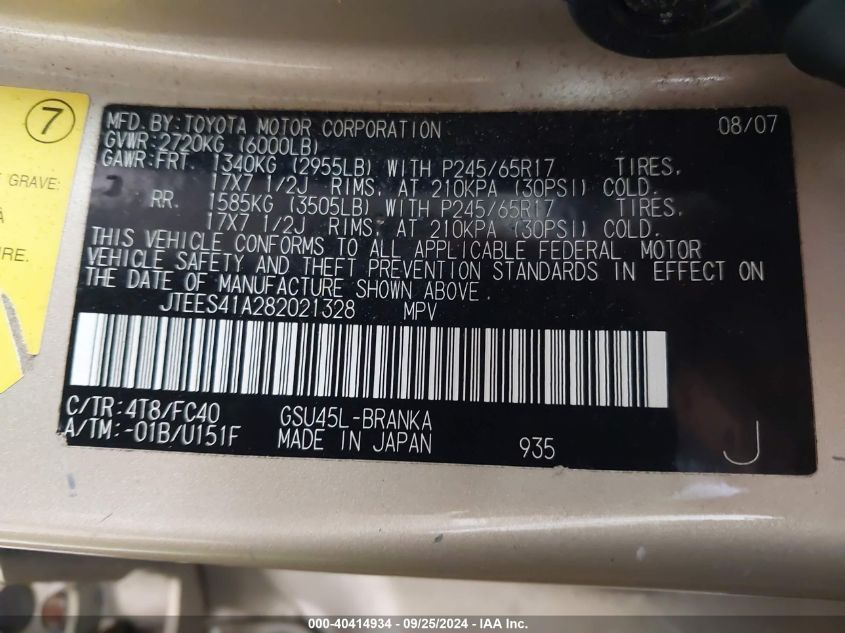 7
GRAVE:
MFD.BY:TOYOTA MOTOR CORPORATION 08/07
GVWR:2720KG (6000LB)
GAWR:FRT. 1340KG (2955LB) WITH P245/65R17 TIRES,
17X7 1/2J RIMS, AT 210KPA (30PSI) COLD.
RR. 1585KG (3505LB) WITH P245/65R17 TIRES,
17X7 1/2J RIMS, AT 210KPA (30PSI) COLD.
THIS VEHICLE CONFORMS TO ALL APPLICABLE FEDERAL MOTOR
VEHICLE SAFETY AND THEFT PREVENTION STANDARDS IN EFFECT ON
THE DATE OF MANUFACTURE SHOWN ABOVE.
JTEES41A282021328 MPV
C/TR:4T8/FC40 GSU45L-BRANKA
A/TM:-01B/U151F MADE IN JAPAN 935 J
000-40414934 - 09/25/2024 - IAA Inc.